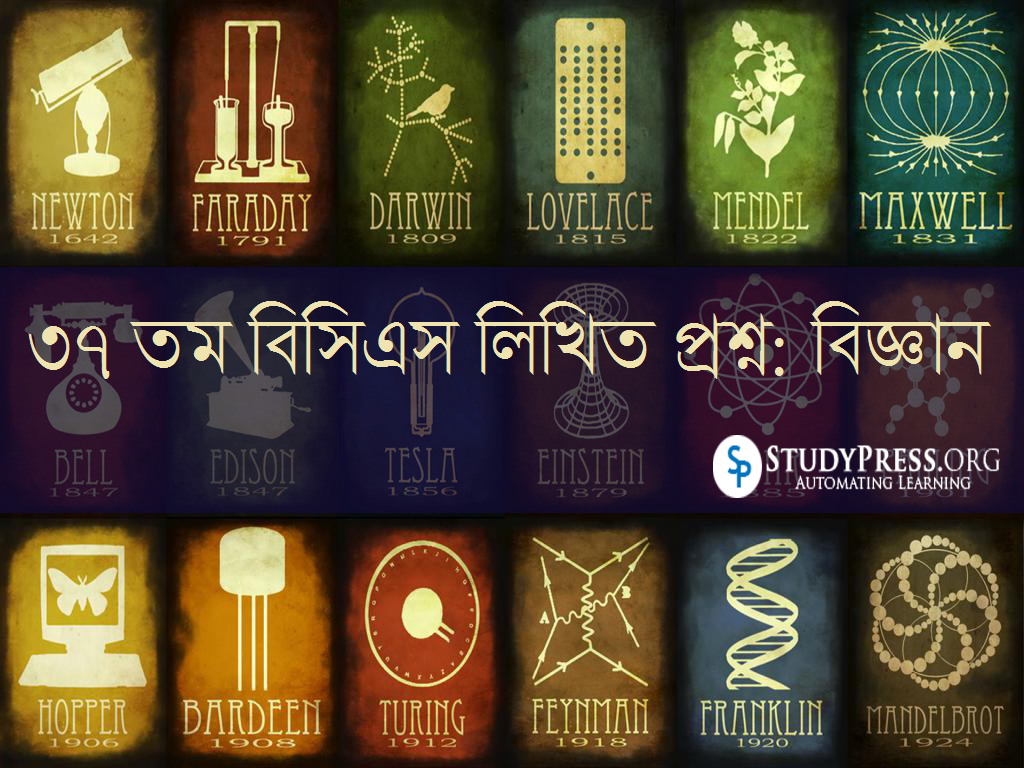 NEWTON FARADAY DARWIN LOVELACE MENDEL MAXWELL
1642 1791 1809 1815 1822 1831
৩৭ তম বিসিএস লিখিত প্রশ্ন: বিজ্ঞান
BELL EDISON TESLA EINSTEIN
1847 1847 1856 1879
SP STUDYPRESS.ORG
AUTOMATING LEARNING
A B
HOPPER BARDEEN TURING FEYNMAN FRANKLIN MANDELBROT
1906 1908 1912 1918 1920 1924